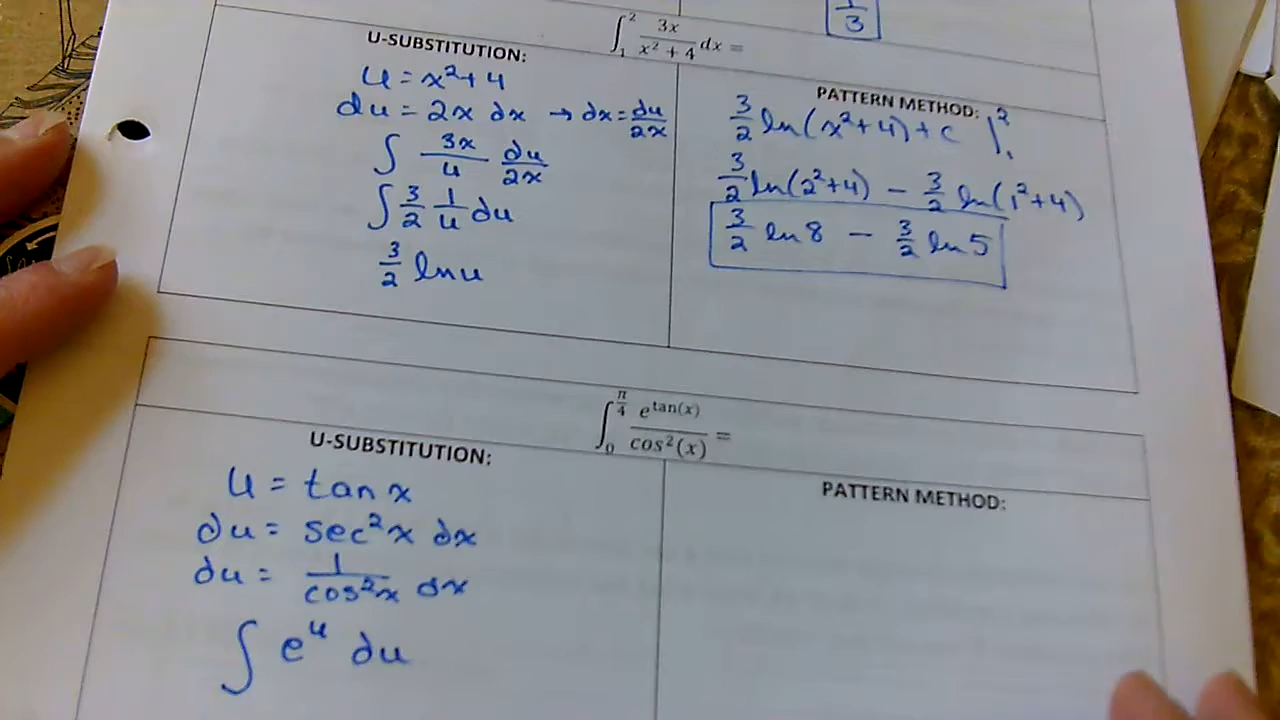 1/3
∫₁² 3x/(x² + 4) dx =
U-SUBSTITUTION:
u = x² + 4
du = 2x dx → dx = du/2x
∫ 3x/u du/2x
∫ 3/2 1/u du
3/2 ln u
PATTERN METHOD:
3/2 ln(x² + 4) + c |₁²
3/2 ln(2² + 4) − 3/2 ln(1² + 4)
3/2 ln 8 − 3/2 ln 5
∫₀^(π/4) e^tan(x)/cos²(x) =
U-SUBSTITUTION:
u = tan x
du = sec² x dx
du = 1/cos² x dx
∫ e^u du
PATTERN METHOD: